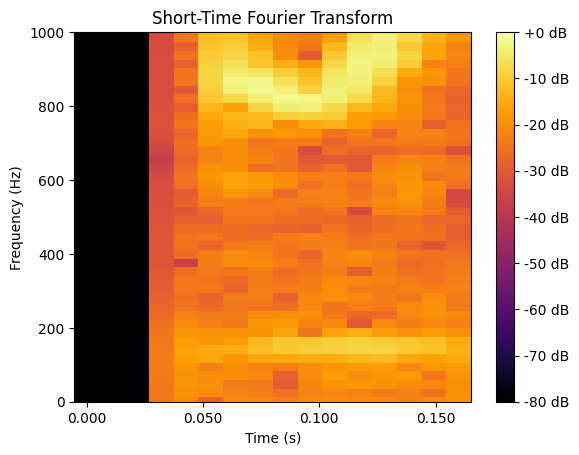 Short-Time Fourier Transform
1000
800
600
400
200
0
Frequency (Hz)
0.000
0.050
0.100
0.150
Time (s)
+0 dB
-10 dB
-20 dB
-30 dB
-40 dB
-50 dB
-60 dB
-70 dB
-80 dB